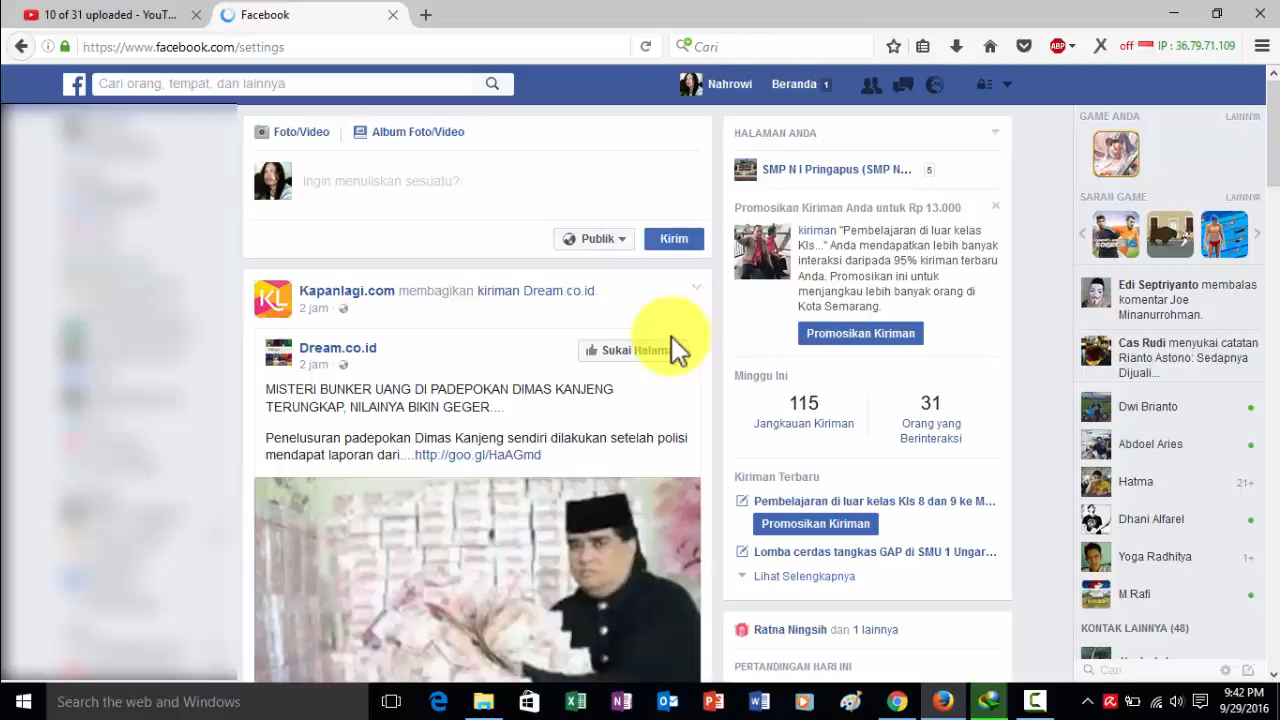 10 of 31 uploaded - YouT...
Facebook
https://www.facebook.com/settings
Cari
ABP
off
IP : 36.79.71.109
Cari orang, tempat, dan lainnya
Nahrowi
Beranda 1
Foto/Video
Album Foto/Video
Ingin menuliskan sesuatu?
Publik
Kirim
Kapanlagi.com membagikan kiriman Dream.co.id.
2 jam
KL
Dream.co.id
2 jam
Sukai Halama
MISTERI BUNKER UANG DI PADEPOKAN DIMAS KANJENG
TERUNGKAP, NILAINYA BIKIN GEGER....
Penelusuran padepokan Dimas Kanjeng sendiri dilakukan setelah polisi
mendapat laporan dari....http://goo.gl/HaAGmd
HALAMAN ANDA
SMP N I Pringapus (SMP N... 5
Promosikan Kiriman Anda untuk Rp 13.000
kiriman "Pembelajaran di luar kelas
Kls..." Anda mendapatkan lebih banyak
interaksi daripada 95% kiriman terbaru
Anda. Promosikan ini untuk
menjangkau lebih banyak orang di
Kota Semarang.
Promosikan Kiriman
Minggu Ini
115
Jangkauan Kiriman
31
Orang yang
Berinteraksi
Kiriman Terbaru
Pembelajaran di luar kelas Kls 8 dan 9 ke M...
Promosikan Kiriman
Lomba cerdas tangkas GAP di SMU 1 Ungar...
Lihat Selengkapnya
Ratna Ningsih dan 1 lainnya
PERTANDINGAN HARI INI
GAME ANDA
LAINNYA
SARAN GAME
LAINNYA
Edi Septriyanto membalas
komentar Joe
Minanurrohman.
Cas Rudi menyukai catatan
Rianto Astono: Sedapnya
Dijuali...
Dwi Brianto
Abdoel Aries
Hatma 21+
Dhani Alfarel
Yoga Radhitya 1+
M Rafi
KONTAK LAINNYA (48)
Cari
Search the web and Windows
9:42 PM
9/29/2016